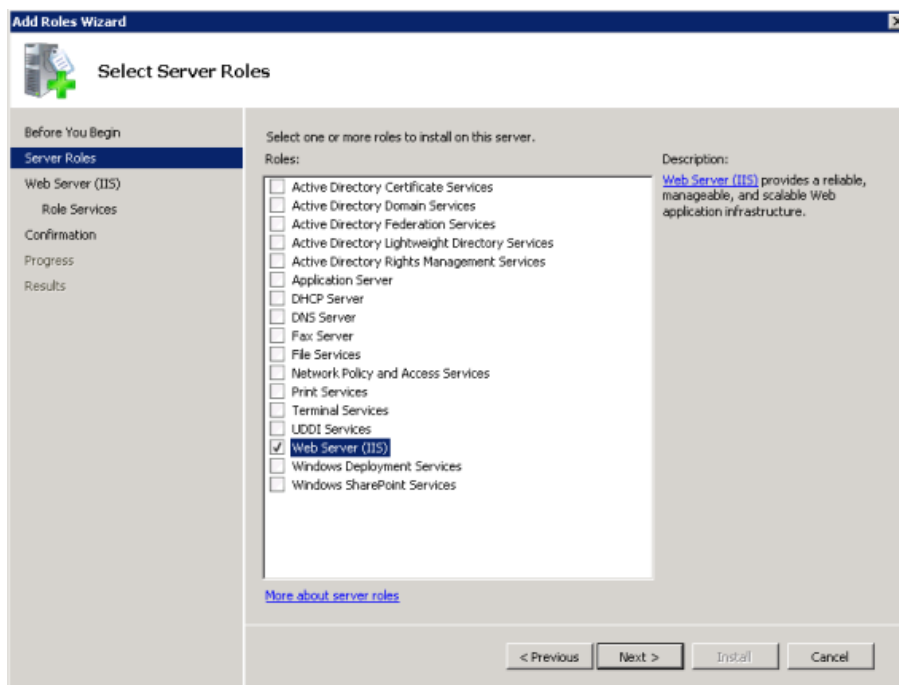 Add Roles Wizard
Select Server Roles
Before You Begin
Server Roles
Web Server (IIS)
Role Services
Confirmation
Progress
Results
Select one or more roles to install on this server.
Roles:
Active Directory Certificate Services
Active Directory Domain Services
Active Directory Federation Services
Active Directory Lightweight Directory Services
Active Directory Rights Management Services
Application Server
DHCP Server
DNS Server
Fax Server
File Services
Network Policy and Access Services
Print Services
Terminal Services
UDDI Services
Web Server (IIS)
Windows Deployment Services
Windows SharePoint Services
More about server roles
Description:
Web Server (IIS) provides a reliable,
manageable, and scalable Web
application infrastructure.
< Previous
Next >
Install
Cancel